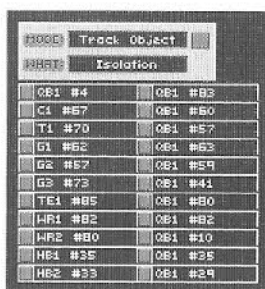 MODE: Track Object
WHAT: Isolation
QB1 #4 QB1 #83
C1 #67 QB1 #60
T1 #70 QB1 #57
G1 #62 QB1 #63
G2 #67 QB1 #59
G3 #73 QB1 #41
TE1 #85 QB1 #80
WR1 #82 QB1 #82
WR2 #80 QB1 #10
HB1 #35 QB1 #35
HB2 #33 QB1 #29